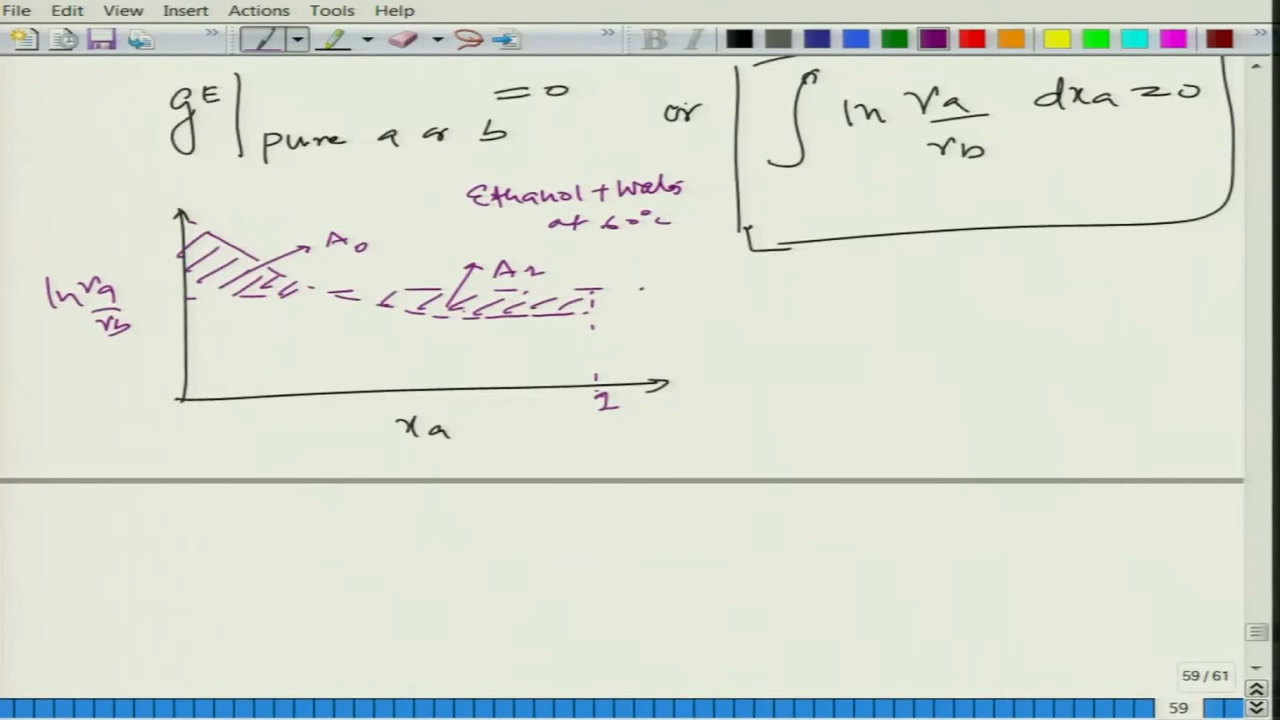 File Edit View Insert Actions Tools Help
B I
gE| pure a or b = 0
or
∫ ln γa/γb dxa = 0
Ethanol + Water
at 60°C
A0
A2
ln γa/γb
1
xa
59 / 61
59